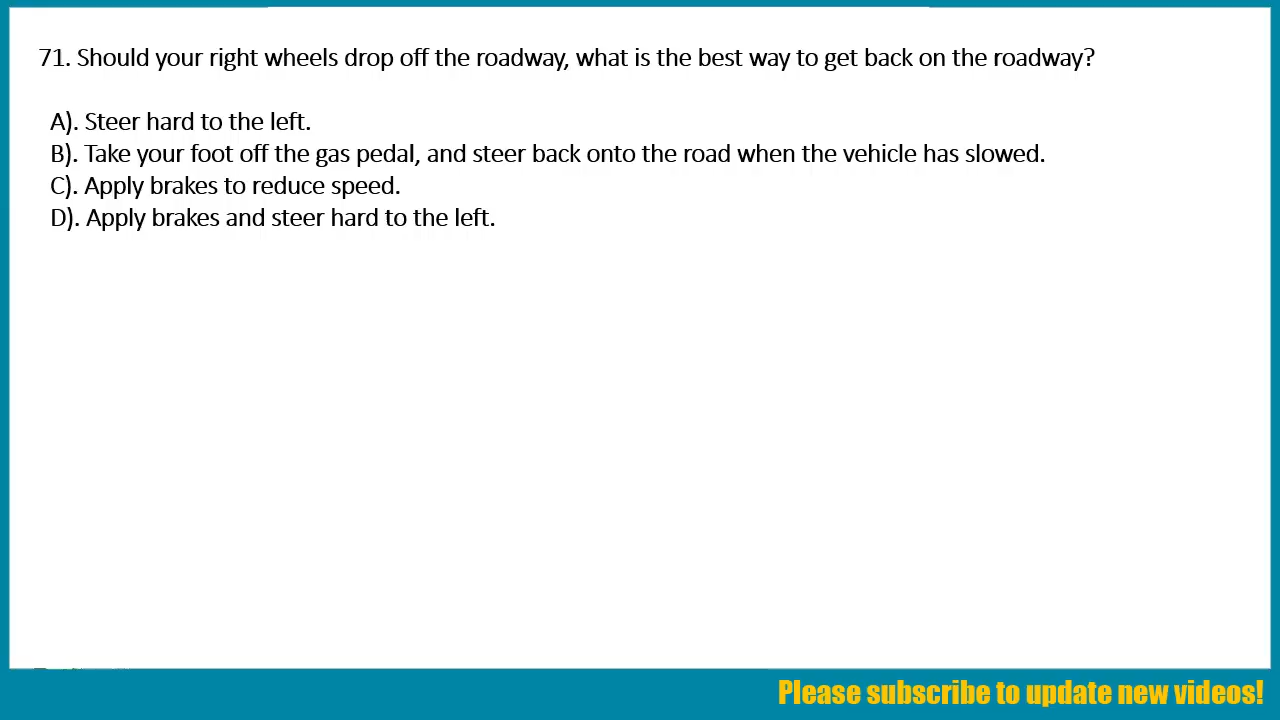 71. Should your right wheels drop off the roadway, what is the best way to get back on the roadway?
A). Steer hard to the left.
B). Take your foot off the gas pedal, and steer back onto the road when the vehicle has slowed.
C). Apply brakes to reduce speed.
D). Apply brakes and steer hard to the left.
Please subscribe to update new videos!